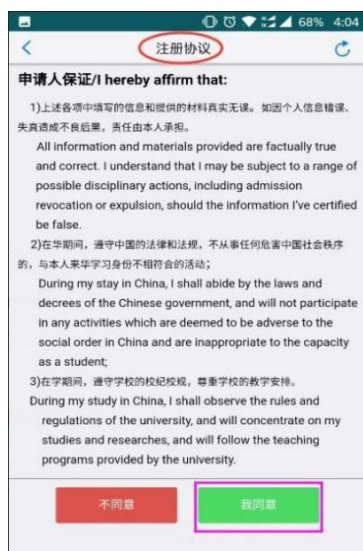 68% 4:04
注册协议
申请人保证/I hereby affirm that:
1)上述各项中填写的信息和提供的材料真实无误。如因个人信息错误、
失真造成不良后果，责任由本人承担。
All information and materials provided are factually true
and correct. I understand that I may be subject to a range of
possible disciplinary actions, including admission
revocation or expulsion, should the information I've certified
be false.
2)在华期间，遵守中国的法律和法规，不从事任何危害中国社会秩序
的，与本人来华学习身份不相符合的活动；
During my stay in China, I shall abide by the laws and
decrees of the Chinese government, and will not participate
in any activities which are deemed to be adverse to the
social order in China and are inappropriate to the capacity
as a student;
3)在学期间，遵守学校的校纪校规，尊重学校的教学安排。
During my study in China, I shall observe the rules and
regulations of the university, and will concentrate on my
studies and researches, and will follow the teaching
programs provided by the university.
不同意
我同意